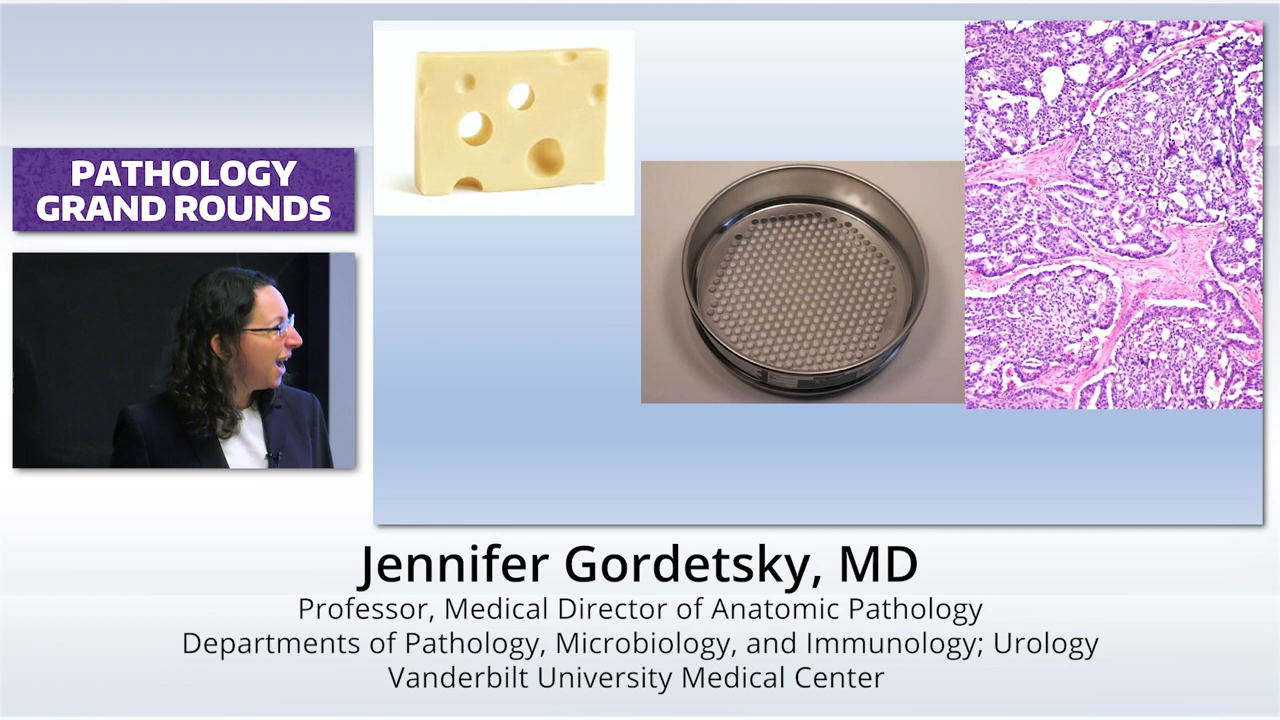 PATHOLOGY
GRAND ROUNDS
Jennifer Gordetsky, MD
Professor, Medical Director of Anatomic Pathology
Departments of Pathology, Microbiology, and Immunology; Urology
Vanderbilt University Medical Center